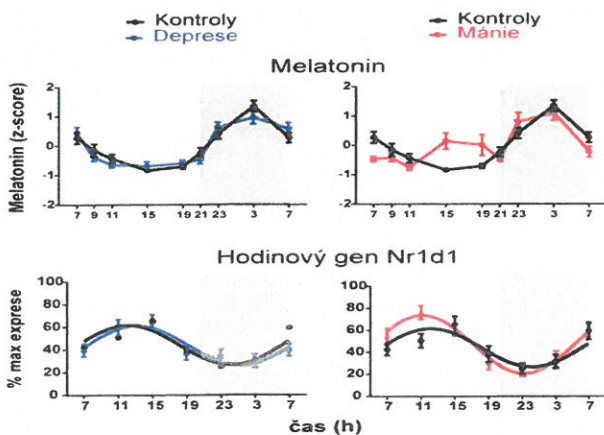 Kontroly Kontroly
Deprese Mánie
Melatonin
Melatonin (z-score)
2 2
1 1
0 0
-1 -1
-2 -2
7 9 11 15 19 21 23 3 7 7 9 11 15 19 21 23 3 7
Hodinový gen Nr1d1
% max exprese
100 100
80 80
60 60
40 40
20 20
0 0
7 11 15 19 23 3 7 7 11 15 19 23 3 7
čas (h)